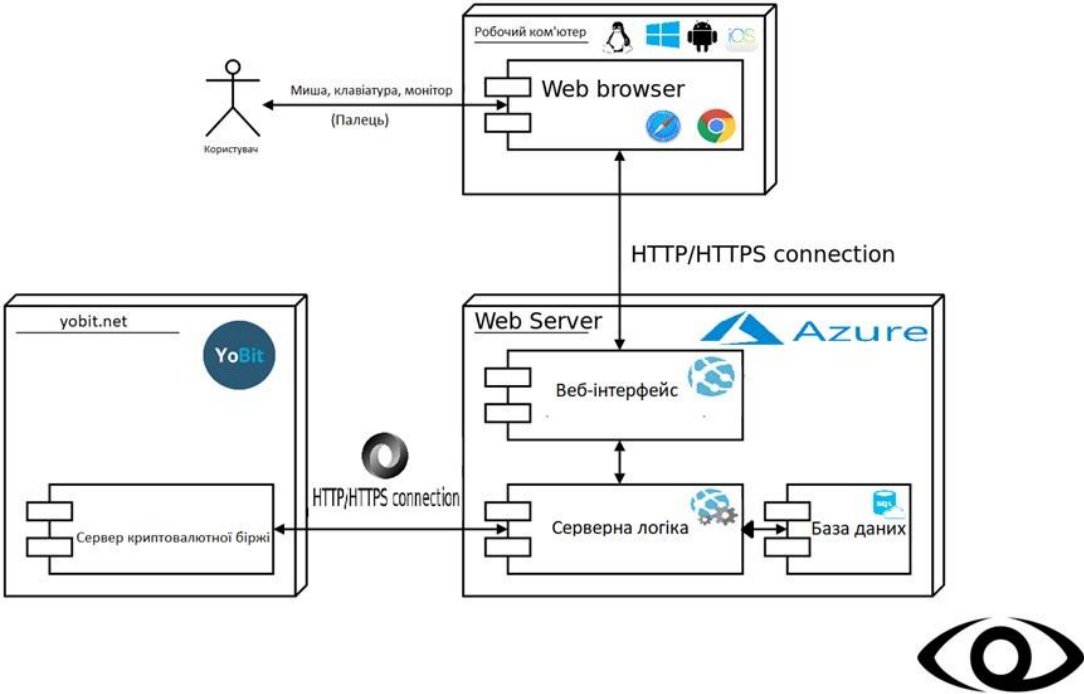 Робочий ком'ютер
iOS
Web browser
Миша, клавіатура, монітор
(Палець)
Користувач
HTTP/HTTPS connection
yobit.net
YoBit
Web Server
Azure
Веб-інтерфейс
HTTP/HTTPS connection
Сервер криптовалютної біржі
Серверна логіка
SQL
База даних